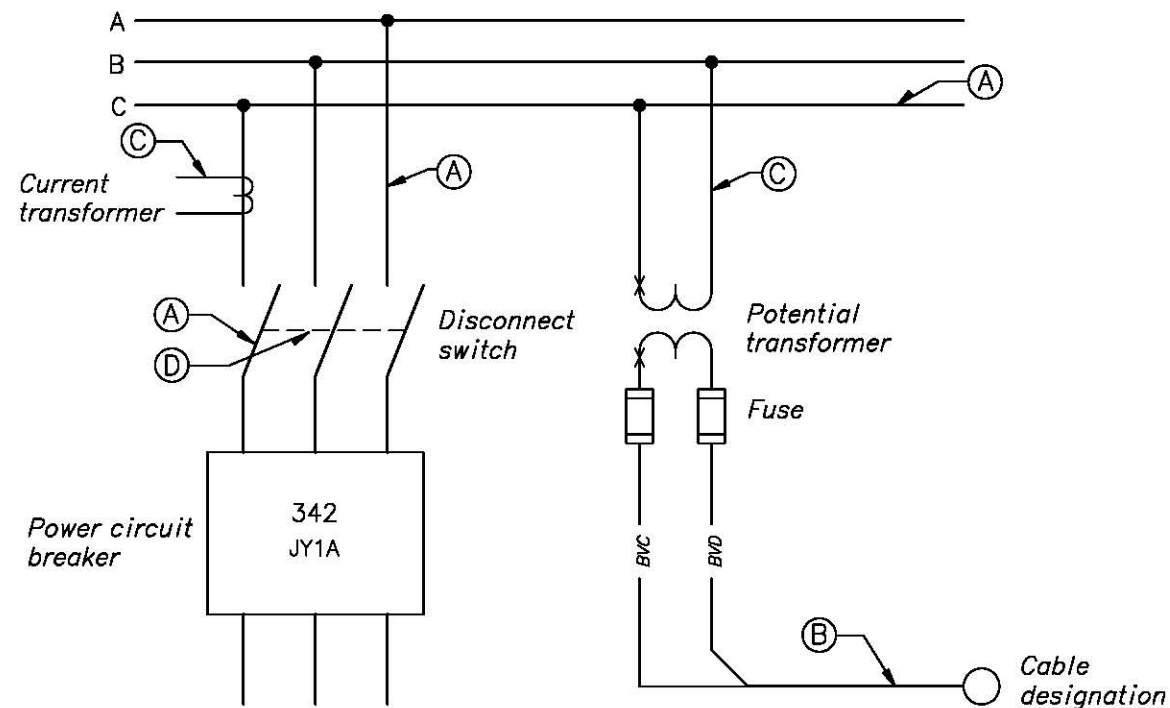 A
B
C
A
C
A
C
Current
transformer
A
D
Disconnect
switch
Potential
transformer
Fuse
Power circuit
breaker
342
JY1A
BVC
BVD
B
Cable
designation